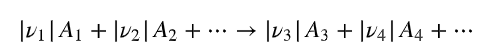 |ν₁|A₁ + |ν₂|A₂ + ⋯ → |ν₃|A₃ + |ν₄|A₄ + ⋯